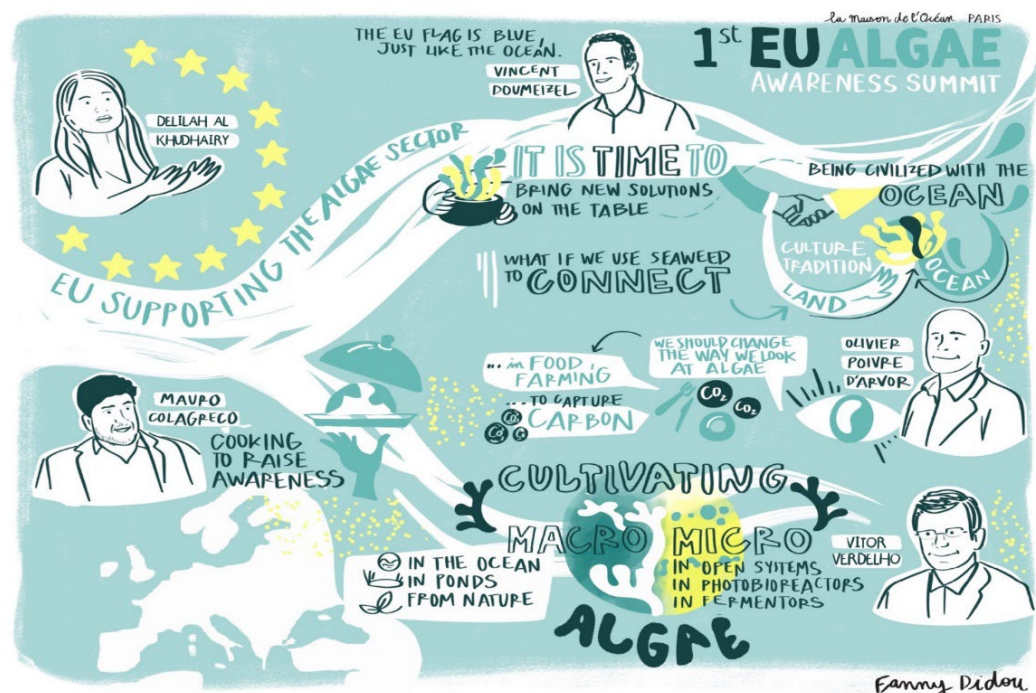 la maison de l'Océan PARIS
1st EU ALGAE
AWARENESS SUMMIT
THE EU FLAG IS BLUE,
JUST LIKE THE OCEAN.
VINCENT
DOUMEIZEL
DELILAH AL
KHUDHAIRY
EU SUPPORTING THE ALGAE SECTOR
IT IS TIME TO
BRING NEW SOLUTIONS
ON THE TABLE
BEING CIVILIZED WITH THE
OCEAN
CULTURE,
TRADITION
LAND
OCEAN
WHAT IF WE USE SEAWEED
TO CONNECT
WE SHOULD CHANGE
THE WAY WE LOOK
AT ALGAE
... in FOOD,
FARMING
... TO CAPTURE
CARBON
CO2
CO2
OLIVIER
POIVRE
D'ARVOR
MAURO
COLAGRECO
COOKING
TO RAISE
AWARENESS
CULTIVATING
MACRO
IN THE OCEAN
IN PONDS
FROM NATURE
MICRO
IN OPEN SYTEMS
IN PHOTOBIOREACTORS
IN FERMENTORS
ALGAE
VITOR
VERDELHO
Fanny Didou